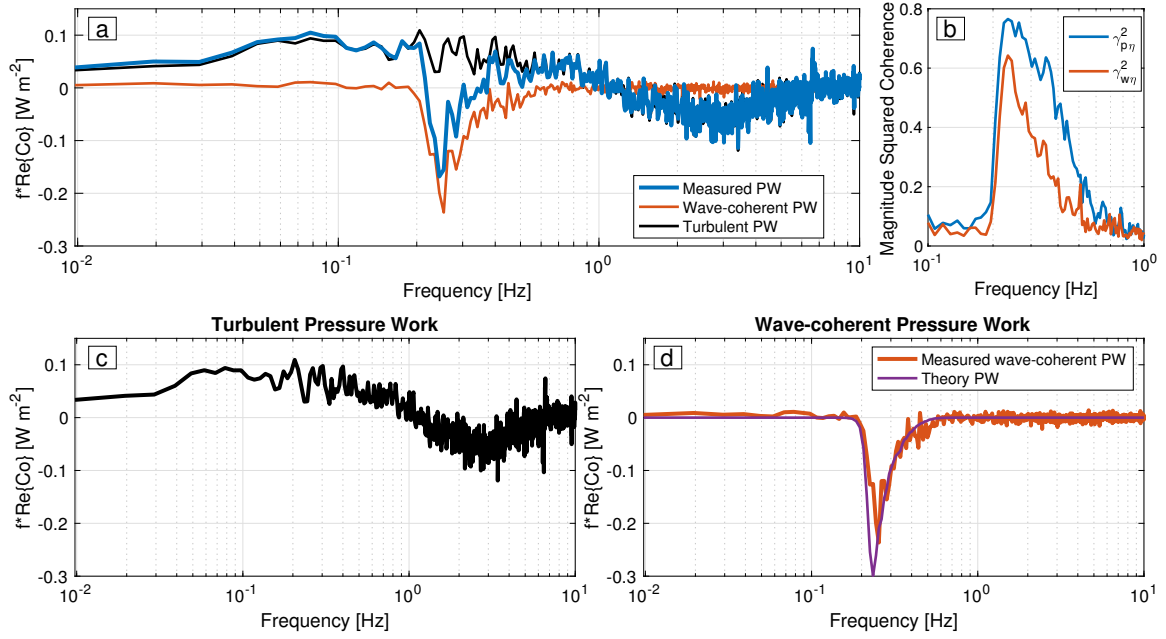 a
f*Re{Co} [W m-2]
0.1
0
-0.1
-0.2
-0.3
10-2
10-1
100
101
Frequency [Hz]
Measured PW
Wave-coherent PW
Turbulent PW
b
Magnitude Squared Coherence
0.8
0.6
0.4
0.2
0
10-1
100
Frequency [Hz]
γ2pη
γ2wη
Turbulent Pressure Work
c
f*Re{Co} [W m-2]
0.1
0
-0.1
-0.2
-0.3
10-2
10-1
100
101
Frequency [Hz]
Wave-coherent Pressure Work
d
f*Re{Co} [W m-2]
0.1
0
-0.1
-0.2
-0.3
10-2
10-1
100
101
Frequency [Hz]
Measured wave-coherent PW
Theory PW